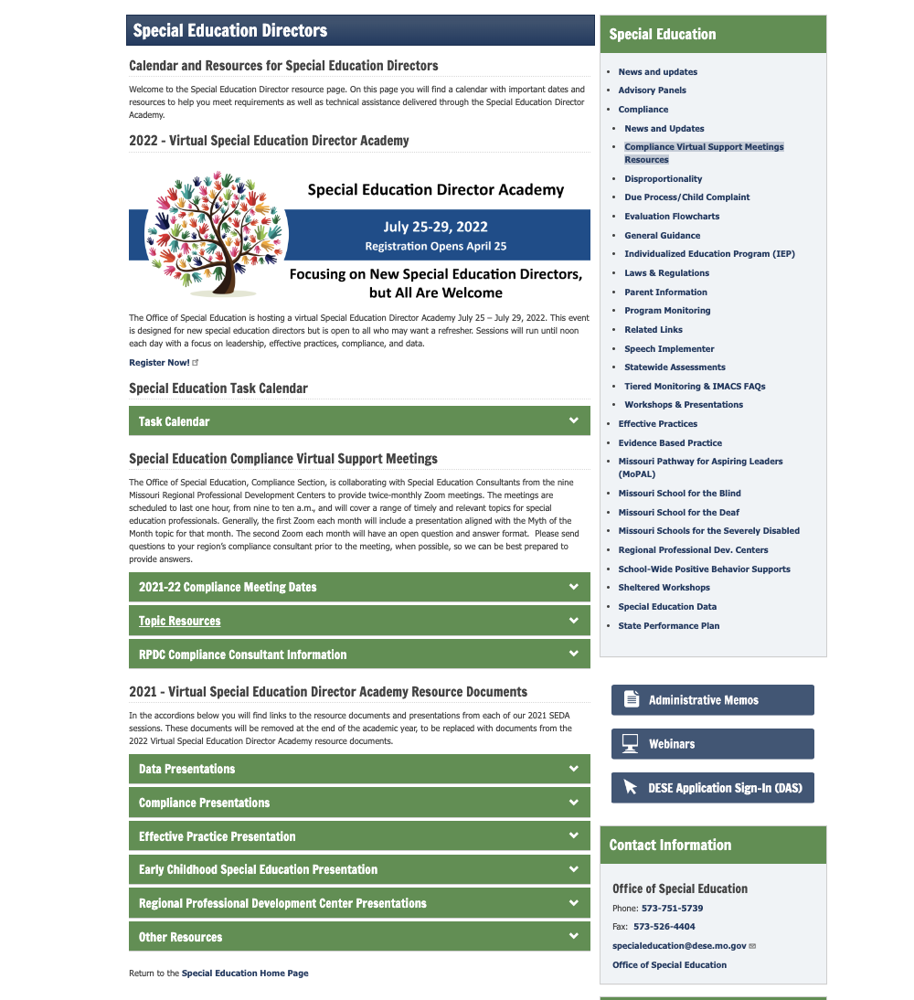 Special Education Directors
Calendar and Resources for Special Education Directors
Welcome to the Special Education Director resource page. On this page you will find a calendar with important dates and
resources to help you meet requirements as well as technical assistance delivered through the Special Education Director
Academy.
2022 - Virtual Special Education Director Academy
Special Education Director Academy
July 25-29, 2022
Registration Opens April 25
Focusing on New Special Education Directors,
but All Are Welcome
The Office of Special Education is hosting a virtual Special Education Director Academy July 25 – July 29, 2022. This event
is designed for new special education directors but is open to all who may want a refresher. Sessions will run until noon
each day with a focus on leadership, effective practices, compliance, and data.
Register Now!
Special Education Task Calendar
Task Calendar
Special Education Compliance Virtual Support Meetings
The Office of Special Education, Compliance Section, is collaborating with Special Education Consultants from the nine
Missouri Regional Professional Development Centers to provide twice-monthly Zoom meetings. The meetings are
scheduled to last one hour, from nine to ten a.m., and will cover a range of timely and relevant topics for special
education professionals. Generally, the first Zoom each month will include a presentation aligned with the Myth of the
Month topic for that month. The second Zoom each month will have an open question and answer format.  Please send
questions to your region's compliance consultant prior to the meeting, when possible, so we can be best prepared to
provide answers.
2021-22 Compliance Meeting Dates
Topic Resources
RPDC Compliance Consultant Information
2021 - Virtual Special Education Director Academy Resource Documents
In the accordions below you will find links to the resource documents and presentations from each of our 2021 SEDA
sessions. These documents will be removed at the end of the academic year, to be replaced with documents from the
2022 Virtual Special Education Director Academy resource documents.
Data Presentations
Compliance Presentations
Effective Practice Presentation
Early Childhood Special Education Presentation
Regional Professional Development Center Presentations
Other Resources
Return to the Special Education Home Page
Special Education
• News and updates
• Advisory Panels
• Compliance
• News and Updates
• Compliance Virtual Support Meetings
Resources
• Disproportionality
• Due Process/Child Complaint
• Evaluation Flowcharts
• General Guidance
• Individualized Education Program (IEP)
• Laws & Regulations
• Parent Information
• Program Monitoring
• Related Links
• Speech Implementer
• Statewide Assessments
• Tiered Monitoring & IMACS FAQs
• Workshops & Presentations
• Effective Practices
• Evidence Based Practice
• Missouri Pathway for Aspiring Leaders
(MoPAL)
• Missouri School for the Blind
• Missouri School for the Deaf
• Missouri Schools for the Severely Disabled
• Regional Professional Dev. Centers
• School-Wide Positive Behavior Supports
• Sheltered Workshops
• Special Education Data
• State Performance Plan
Administrative Memos
Webinars
DESE Application Sign-In (DAS)
Contact Information
Office of Special Education
Phone: 573-751-5739
Fax:  573-526-4404
specialeducation@dese.mo.gov
Office of Special Education